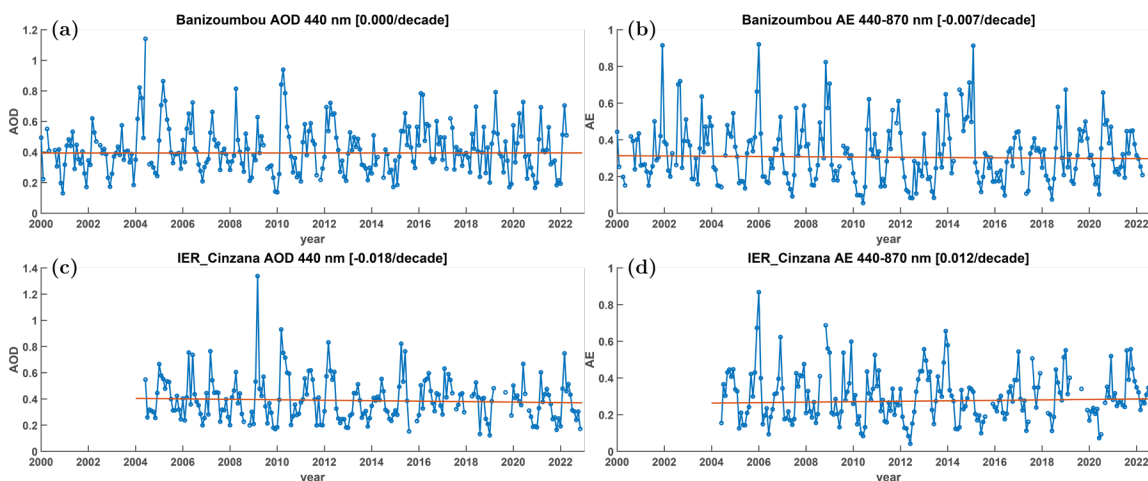 Banizoumbou AOD 440 nm [0.000/decade]
(a)
1.2
1
0.8
0.6
0.4
0.2
0
AOD
2000 2002 2004 2006 2008 2010 2012 2014 2016 2018 2020 2022
year
Banizoumbou AE 440-870 nm [-0.007/decade]
(b)
1
0.8
0.6
0.4
0.2
0
AE
2000 2002 2004 2006 2008 2010 2012 2014 2016 2018 2020 2022
year
IER_Cinzana AOD 440 nm [-0.018/decade]
(c)
1.4
1.2
1
0.8
0.6
0.4
0.2
0
AOD
2000 2002 2004 2006 2008 2010 2012 2014 2016 2018 2020 2022
year
IER_Cinzana AE 440-870 nm [0.012/decade]
(d)
1
0.8
0.6
0.4
0.2
0
AE
2000 2002 2004 2006 2008 2010 2012 2014 2016 2018 2020 2022
year